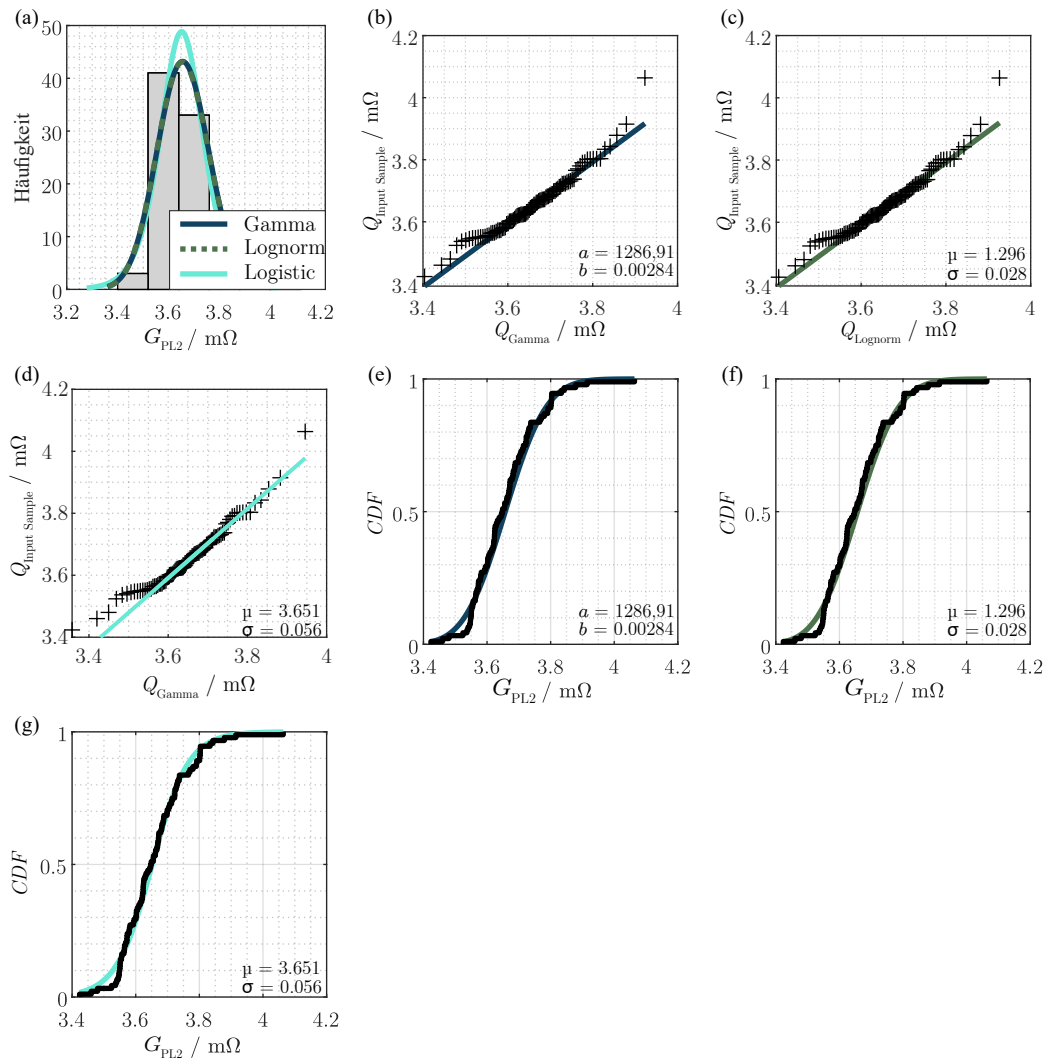 (a)
50
40
30
20
10
0
Häufigkeit
Gamma
Lognorm
Logistic
3.2 3.4 3.6 3.8 4 4.2
G_PL2 / mΩ
(b)
4.2
4
3.8
3.6
3.4
Q_Input Sample / mΩ
a = 1286,91
b = 0.00284
3.4 3.6 3.8 4
Q_Gamma / mΩ
(c)
4.2
4
3.8
3.6
3.4
Q_Input Sample / mΩ
µ = 1.296
σ = 0.028
3.4 3.6 3.8 4
Q_Lognorm / mΩ
(d)
4.2
4
3.8
3.6
3.4
Q_Input Sample / mΩ
µ = 3.651
σ = 0.056
3.4 3.6 3.8 4
Q_Gamma / mΩ
(e)
1
0.5
0
CDF
a = 1286,91
b = 0.00284
3.4 3.6 3.8 4 4.2
G_PL2 / mΩ
(f)
1
0.5
0
CDF
µ = 1.296
σ = 0.028
3.4 3.6 3.8 4 4.2
G_PL2 / mΩ
(g)
1
0.5
0
CDF
µ = 3.651
σ = 0.056
3.4 3.6 3.8 4 4.2
G_PL2 / mΩ